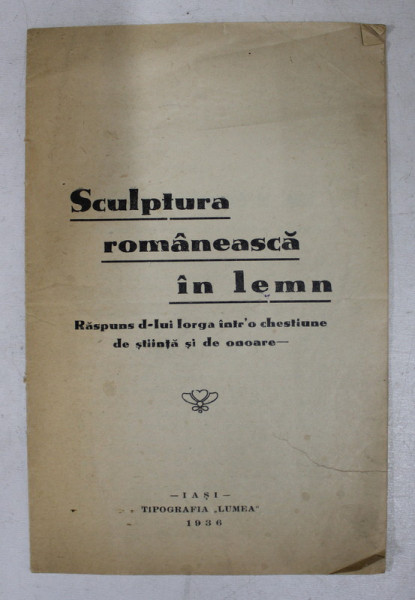 Sculptura
românească
în lemn
Răspuns d-lui Iorga într'o chestiune
de știință și de onoare—
—IAȘI—
TIPOGRAFIA „LUMEA"
1936